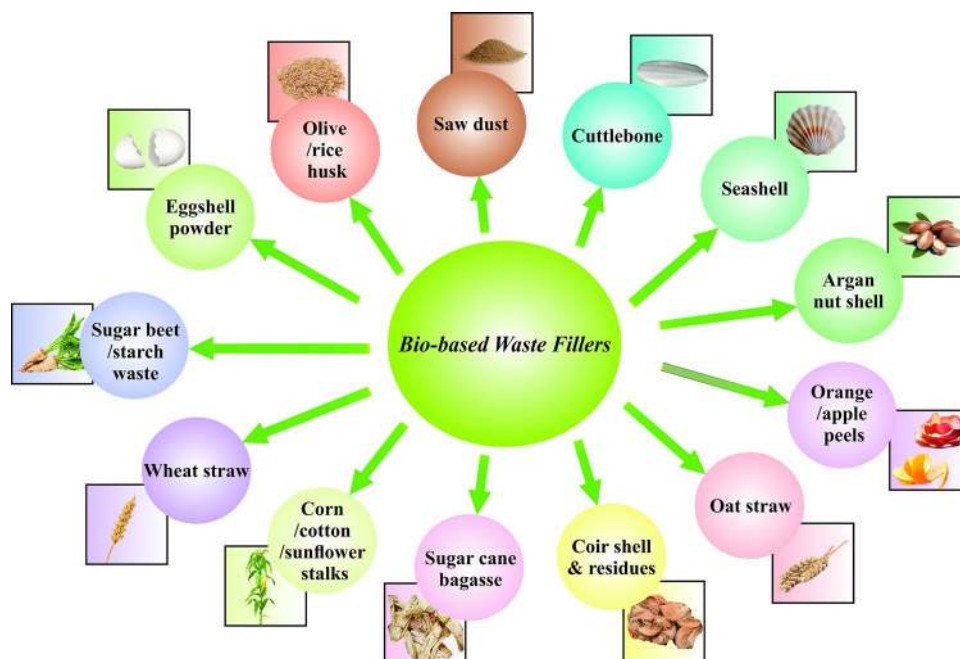 Saw dust
Cuttlebone
Olive
/rice
husk
Seashell
Eggshell
powder
Argan
nut shell
Sugar beet
/starch
waste
Bio-based Waste Fillers
Orange
/apple
peels
Wheat straw
Oat straw
Corn
/cotton
/sunflower
stalks
Sugar cane
bagasse
Coir shell
& residues